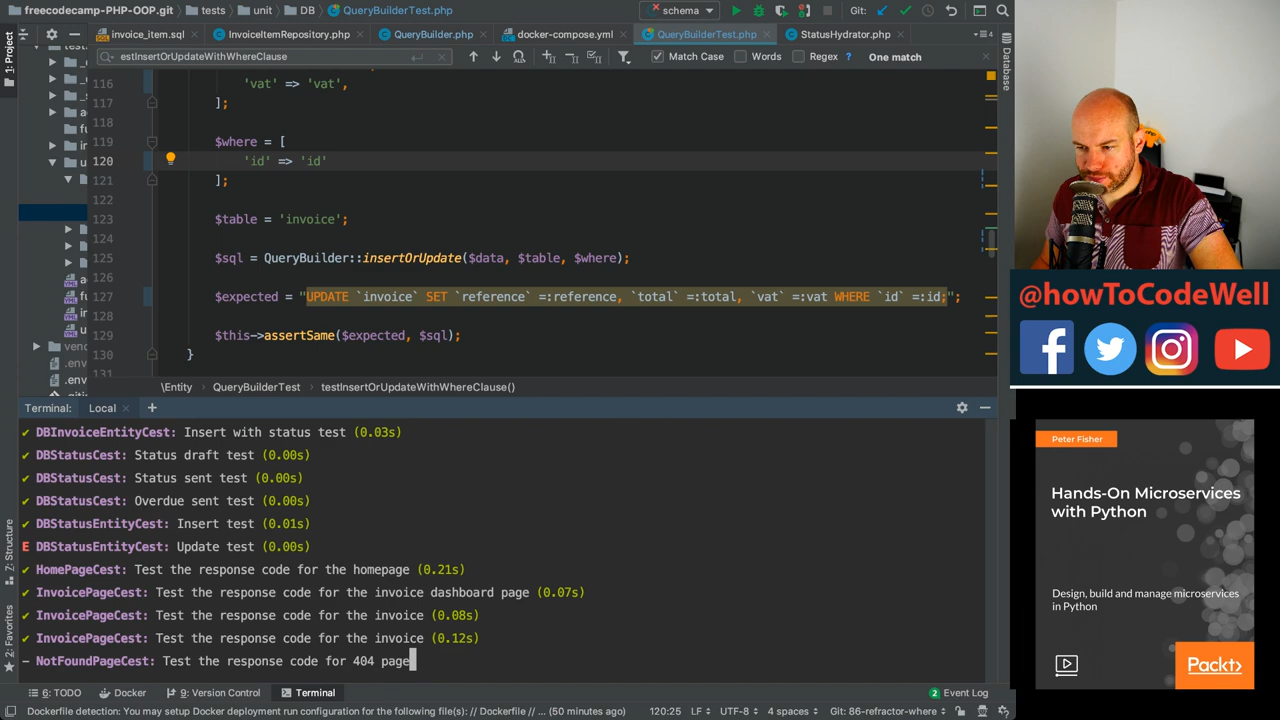 freecodecamp-PHP-OOP.git › tests › unit › DB › QueryBuilderTest.php
schema
Git:
invoice_item.sql
InvoiceItemRepository.php
QueryBuilder.php
docker-compose.yml
QueryBuilderTest.php
StatusHydrator.php
estInsertOrUpdateWithWhereClause
Match Case
Words
Regex
?
One match
1: Project
Database
116 'vat' => 'vat',
117 ];
119 $where = [
120 'id' => 'id'
121 ];
122
123 $table = 'invoice';
124
125 $sql = QueryBuilder::insertOrUpdate($data, $table, $where);
126
127 $expected = "UPDATE `invoice` SET `reference` =:reference, `total` =:total, `vat` =:vat WHERE `id` =:id;";
128
129 $this->assertSame($expected, $sql);
130 }
131
\Entity › QueryBuilderTest › testInsertOrUpdateWithWhereClause()
Terminal: Local × +
✔ DBInvoiceEntityCest: Insert with status test (0.03s)
✔ DBStatusCest: Status draft test (0.00s)
✔ DBStatusCest: Status sent test (0.00s)
✔ DBStatusCest: Overdue sent test (0.00s)
✔ DBStatusEntityCest: Insert test (0.01s)
E DBStatusEntityCest: Update test (0.00s)
✔ HomePageCest: Test the response code for the homepage (0.21s)
✔ InvoicePageCest: Test the response code for the invoice dashboard page (0.07s)
✔ InvoicePageCest: Test the response code for the invoice (0.08s)
✔ InvoicePageCest: Test the response code for the invoice (0.12s)
– NotFoundPageCest: Test the response code for 404 page
7: Structure
2: Favorites
6: TODO
Docker
9: Version Control
Terminal
2 Event Log
Dockerfile detection: You may setup Docker deployment run configuration for the following file(s): // Dockerfile // ... (50 minutes ago)
120:25 LF UTF-8 4 spaces Git: 86-refractor-where
@howToCodeWell
Peter Fisher
Hands-On Microservices
with Python
Design, build and manage microservices
in Python
Packt>